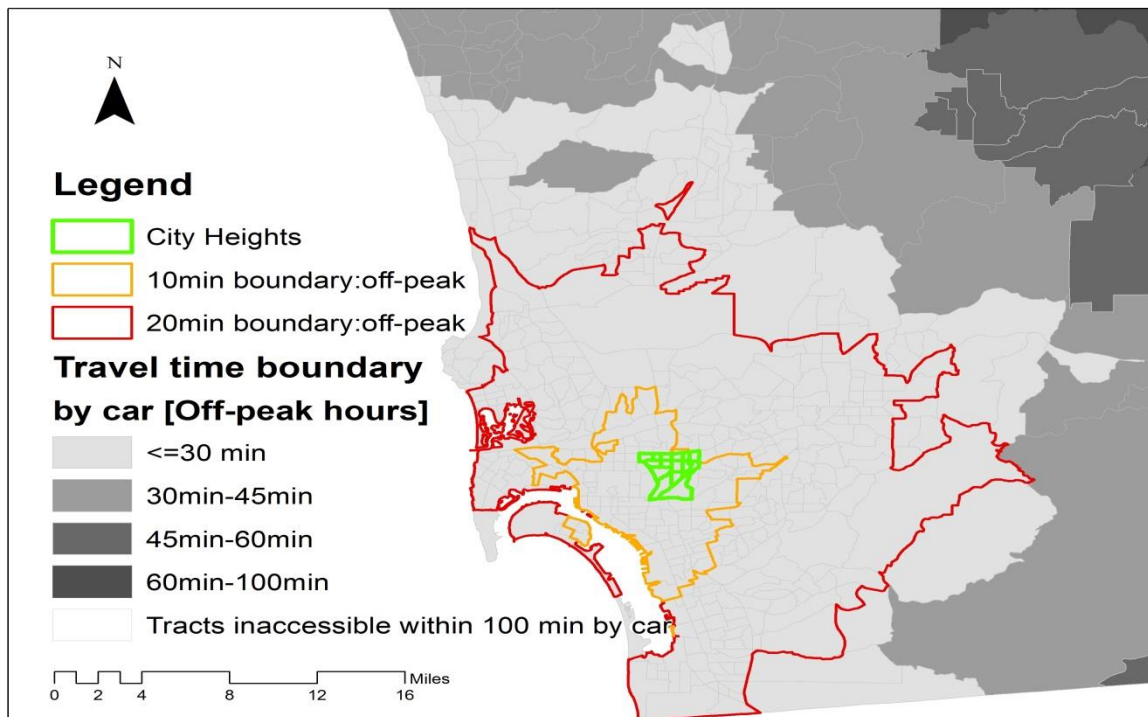 N
Legend
City Heights
10min boundary:off-peak
20min boundary:off-peak
Travel time boundary
by car [Off-peak hours]
<=30 min
30min-45min
45min-60min
60min-100min
Tracts inaccessible within 100 min by car
Miles
0 2 4 8 12 16